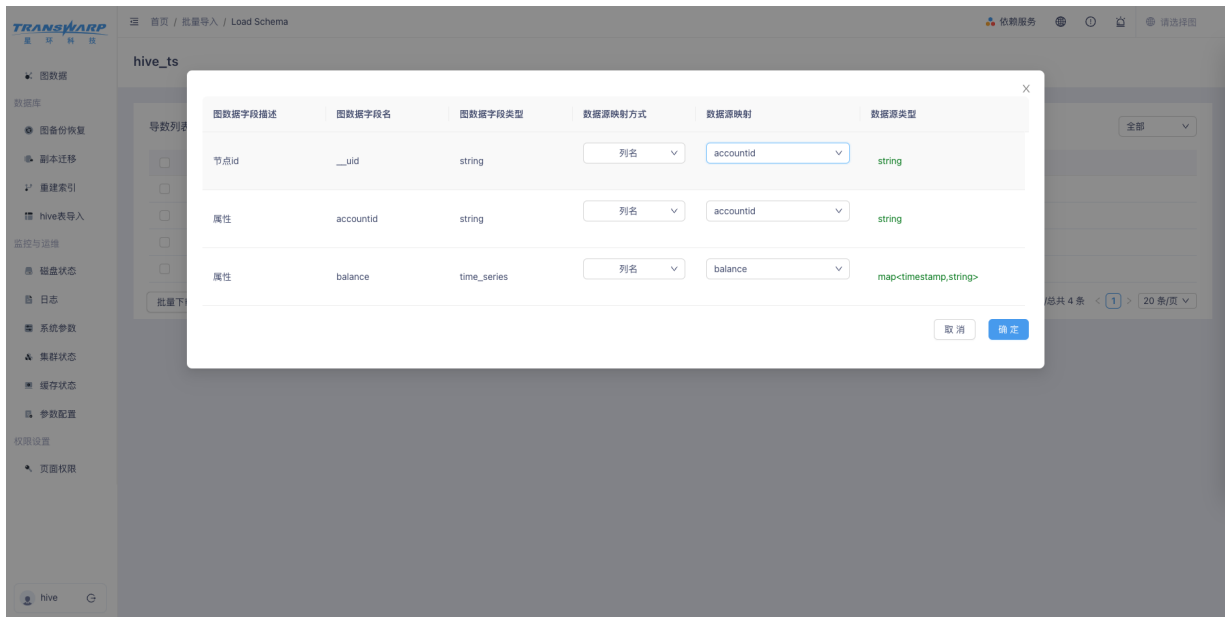 TRANSWARP
星环科技
首页 / 批量导入 / Load Schema
依赖服务
请选择图
hive_ts
图数据
数据库
图备份恢复
副本迁移
重建索引
hive表导入
监控与运维
磁盘状态
日志
系统参数
集群状态
缓存状态
参数配置
权限设置
页面权限
hive
导数列表
全部
图数据字段描述 图数据字段名 图数据字段类型 数据源映射方式 数据源映射 数据源类型
节点id __uid string 列名 accountid string
属性 accountid string 列名 accountid string
属性 balance time_series 列名 balance map<timestamp,string>
取 消 确 定
批量下
/总共 4 条 < 1 > 20 条/页